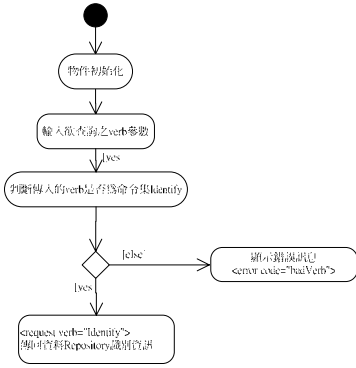 物件初始化
輸入欲查詢之verb參數
[yes
判斷傳入的verb是否為命令集Identify
[else]
顯示錯誤訊息
<error code="badVerb">
[yes
<request verb="Identify">
傳回資料Repository識別資訊